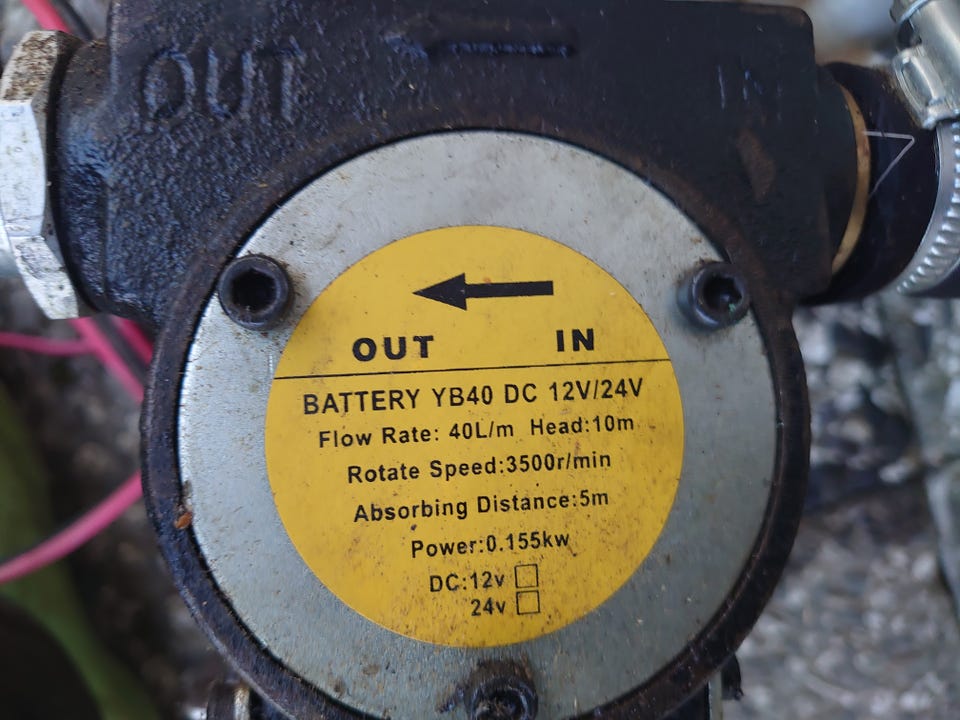 OUT IN
OUT IN
BATTERY YB40 DC 12V/24V
Flow Rate: 40L/m Head:10m
Rotate Speed:3500r/min
Absorbing Distance:5m
Power:0.155kw
DC:12v
24v